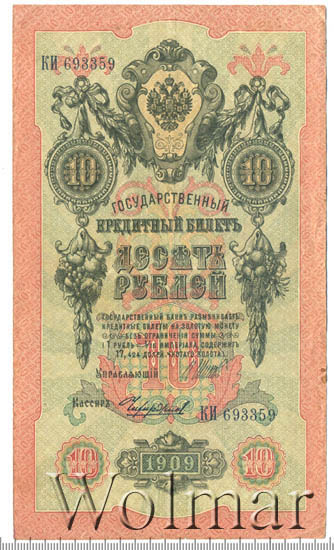 КИ 693359
10 10
ГОСУДАРСТВЕННЫЙ
КРЕДИТНЫЙ БИЛЕТЪ
ДЕСЯТЬ
РУБЛЕЙ
ГОСУДАРСТВЕННЫЙ БАНКЪ РАЗМѢНИВАЕТЪ
КРЕДИТНЫЕ БИЛЕТЫ НА ЗОЛОТУЮ МОНЕТУ
БЕЗЪ ОГРАНИЧЕНІЯ СУММЫ
(1 РУБЛЬ = 1/15 ИМПЕРІАЛА, СОДЕРЖИТЪ
17,424 ДОЛЕЙ ЧИСТАГО ЗОЛОТА).
Управляющій
10
Кассиръ
КИ 693359
10 1909 10
Wolmar